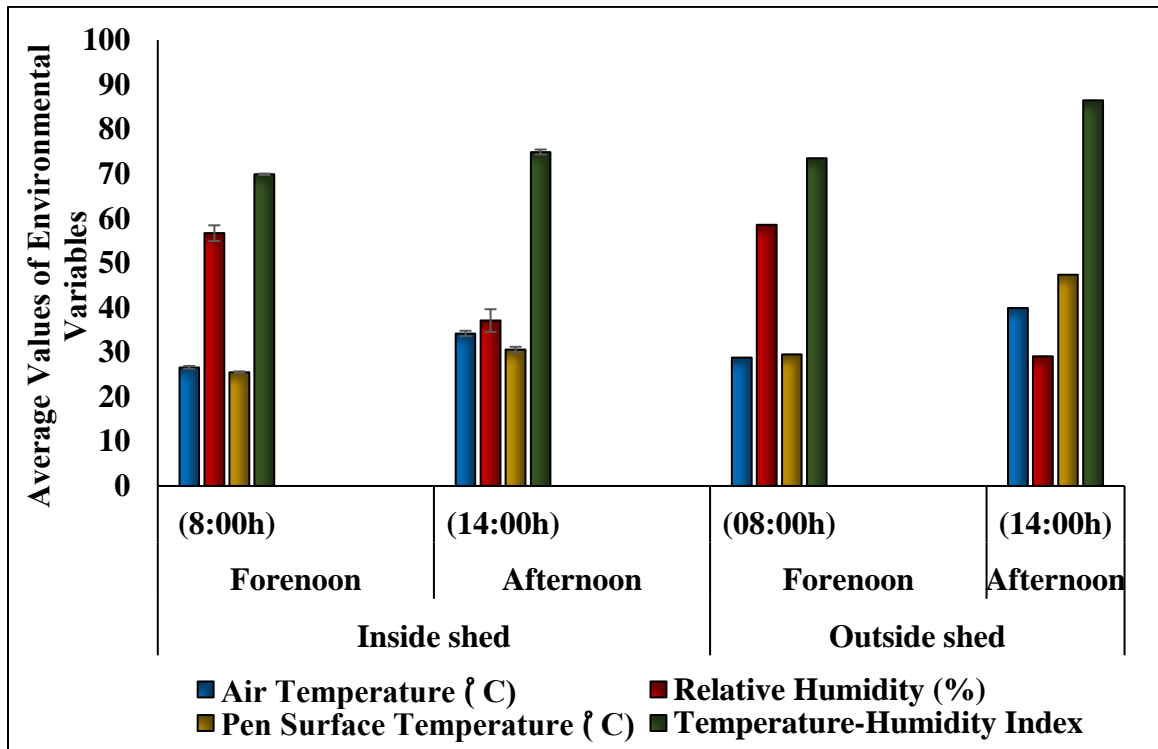 Average Values of Environmental
Variables
100
90
80
70
60
50
40
30
20
10
0
(8:00h) (14:00h) (08:00h) (14:00h)
Forenoon Afternoon Forenoon Afternoon
Inside shed Outside shed
Air Temperature (̊ C) Relative Humidity (%)
Pen Surface Temperature (̊ C) Temperature-Humidity Index